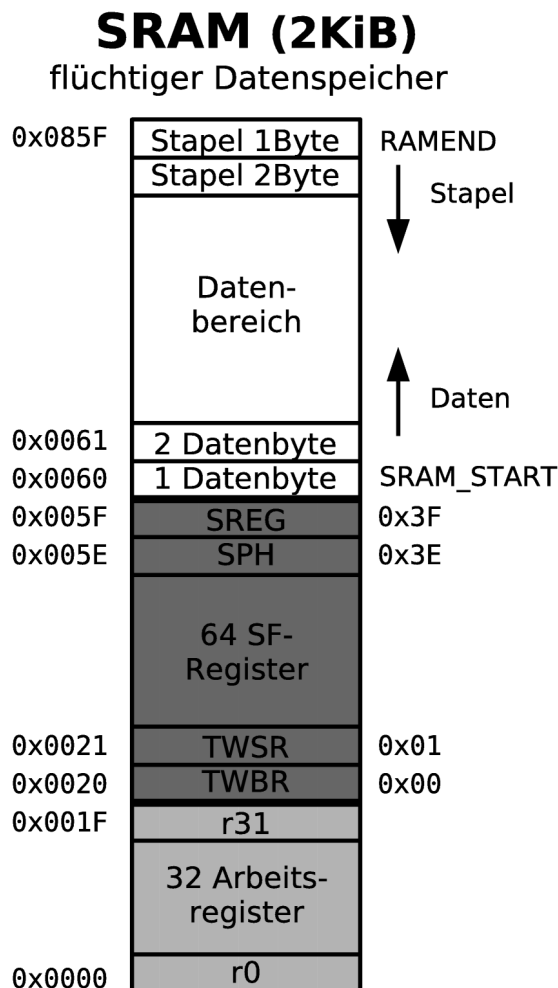 SRAM (2KiB)
flüchtiger Datenspeicher
0x085F Stapel 1Byte RAMEND
Stapel 2Byte
Stapel
Daten-
bereich
Daten
0x0061 2 Datenbyte
0x0060 1 Datenbyte SRAM_START
0x005F SREG 0x3F
0x005E SPH 0x3E
64 SF-
Register
0x0021 TWSR 0x01
0x0020 TWBR 0x00
0x001F r31
32 Arbeits-
register
0x0000 r0